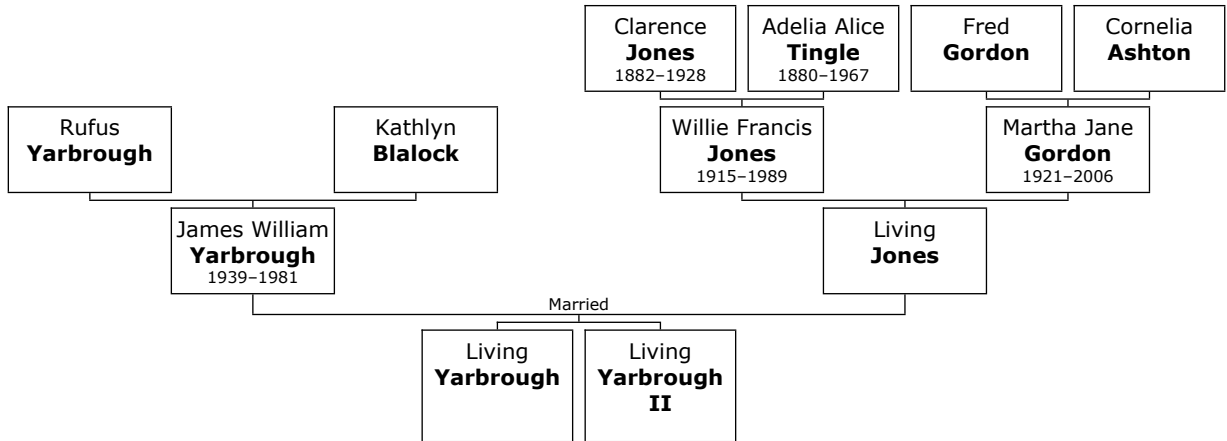 Clarence
Jones
1882–1928
Adelia Alice
Tingle
1880–1967
Fred
Gordon
Cornelia
Ashton
Rufus
Yarbrough
Kathlyn
Blalock
Willie Francis
Jones
1915–1989
Martha Jane
Gordon
1921–2006
James William
Yarbrough
1939–1981
Living
Jones
Married
Living
Yarbrough
Living
Yarbrough
II